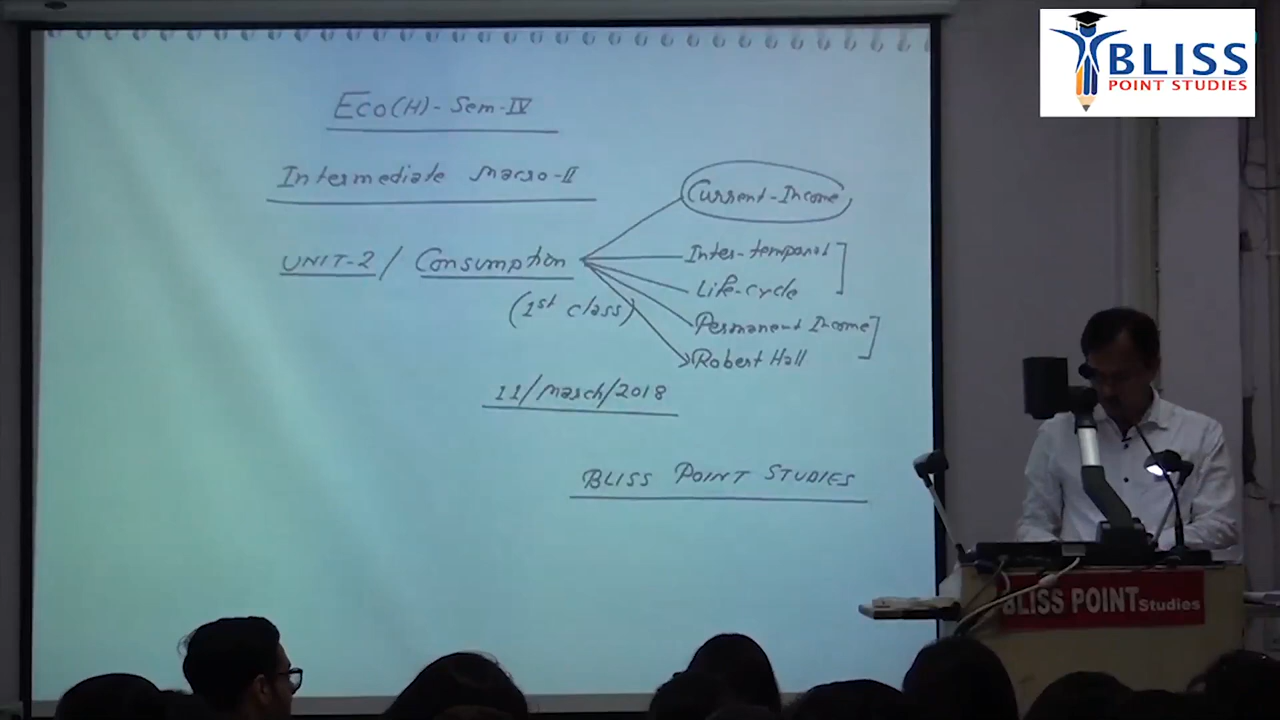 BLISS
POINT STUDIES
Eco(H)- Sem-IV
Intermediate Macro-II
Current-Income
UNIT-2 / Consumption
Inter-temporal
Life-cycle
(1st class)
Permanent Income
Robert Hall
11/March/2018
BLISS POINT STUDIES
BLISS POINT Studies